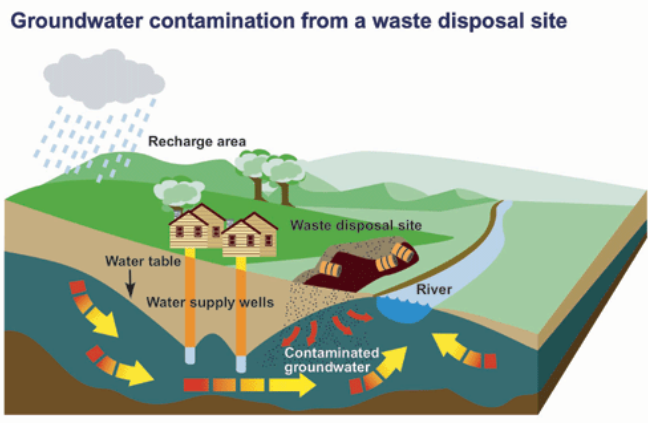 Groundwater contamination from a waste disposal site
Recharge area
Waste disposal site
Water table
River
Water supply wells
Contaminated
groundwater